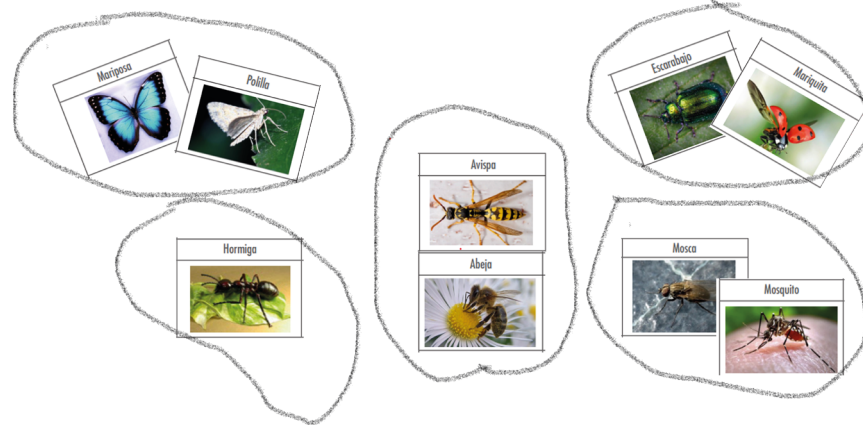 Mariposa
Polilla
Escarabajo
Mariquita
Avispa
Hormiga
Abeja
Mosca
Mosquito